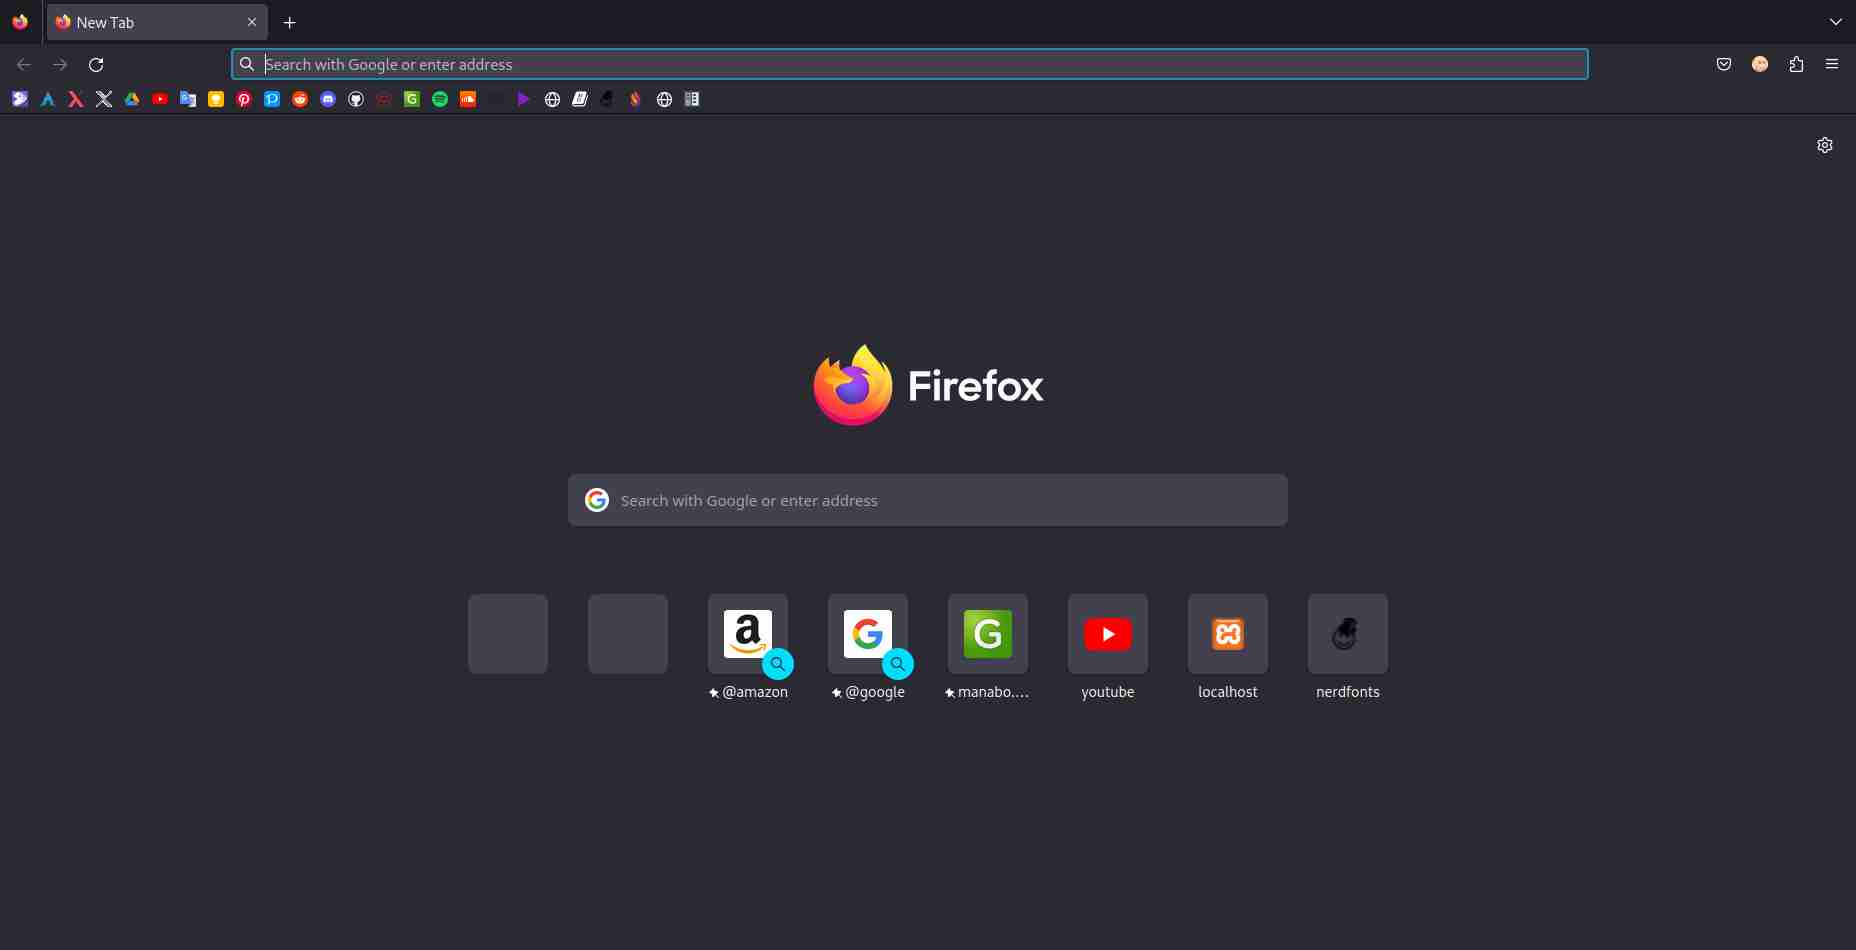 New Tab
Search with Google or enter address
Firefox
Search with Google or enter address
@amazon
@google
manabo....
youtube
localhost
nerdfonts